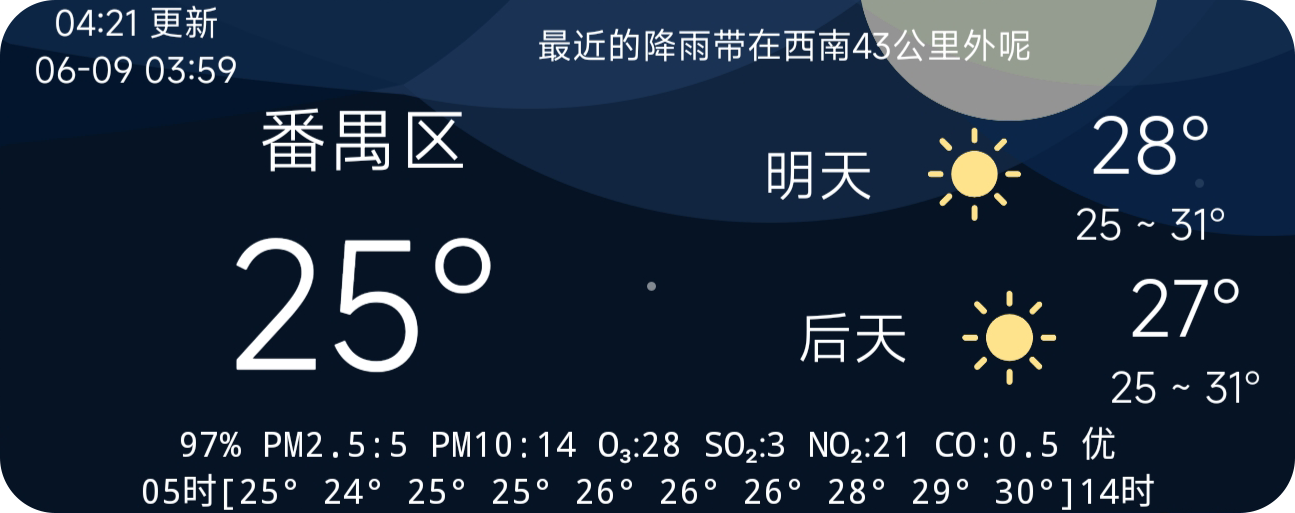 04:21 更新
06-09 03:59
最近的降雨带在西南43公里外呢
番禺区
25°
明天
28°
25 ~ 31°
后天
27°
25 ~ 31°
97% PM2.5:5 PM10:14 O₃:28 SO₂:3 NO₂:21 CO:0.5 优
05时[25° 24° 25° 25° 26° 26° 26° 28° 29° 30°]14时